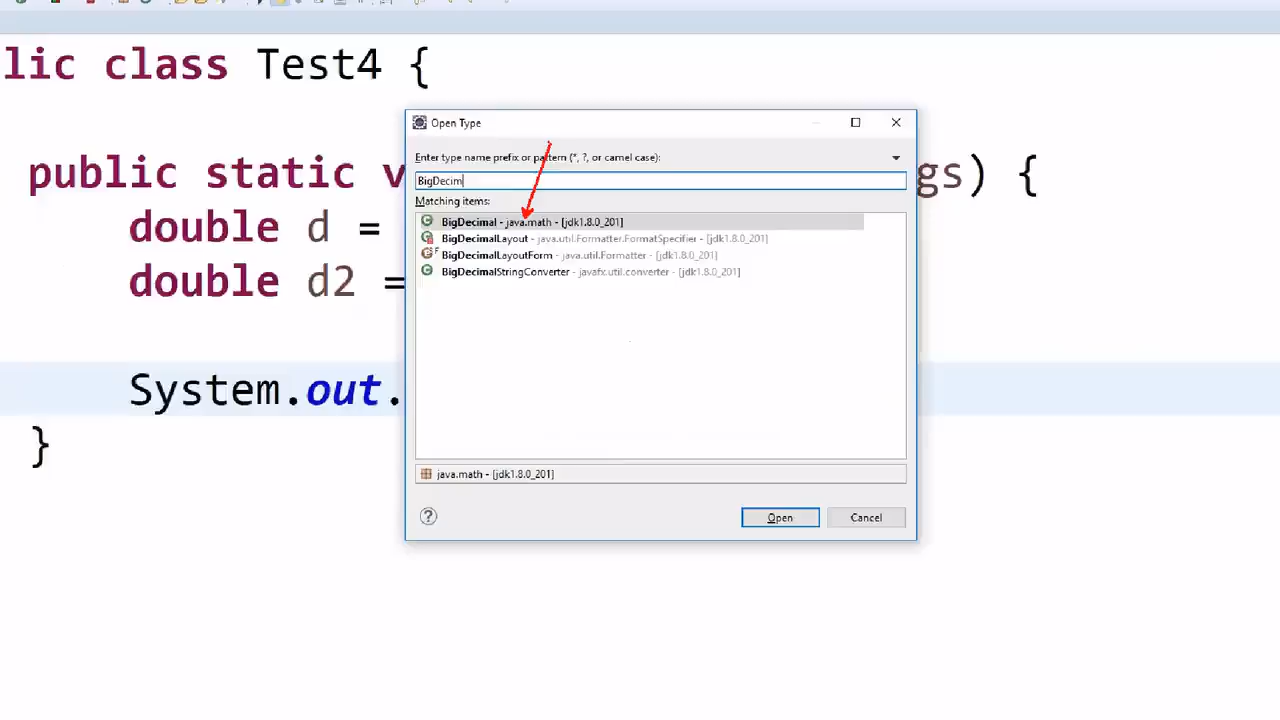 lic class Test4 {
Open Type
Enter type name prefix or pattern (*, ?, or camel case):
public static v
gs) {
BigDecim
Matching items:
BigDecimal - java.math - [jdk1.8.0_201]
double d =
BigDecimalLayout - java.util.Formatter.FormatSpecifier - [jdk1.8.0_201]
BigDecimalLayoutForm - java.util.Formatter - [jdk1.8.0_201]
BigDecimalStringConverter - javafx.util.converter - [jdk1.8.0_201]
double d2 =
System.out.
}
java.math - [jdk1.8.0_201]
?
Open
Cancel